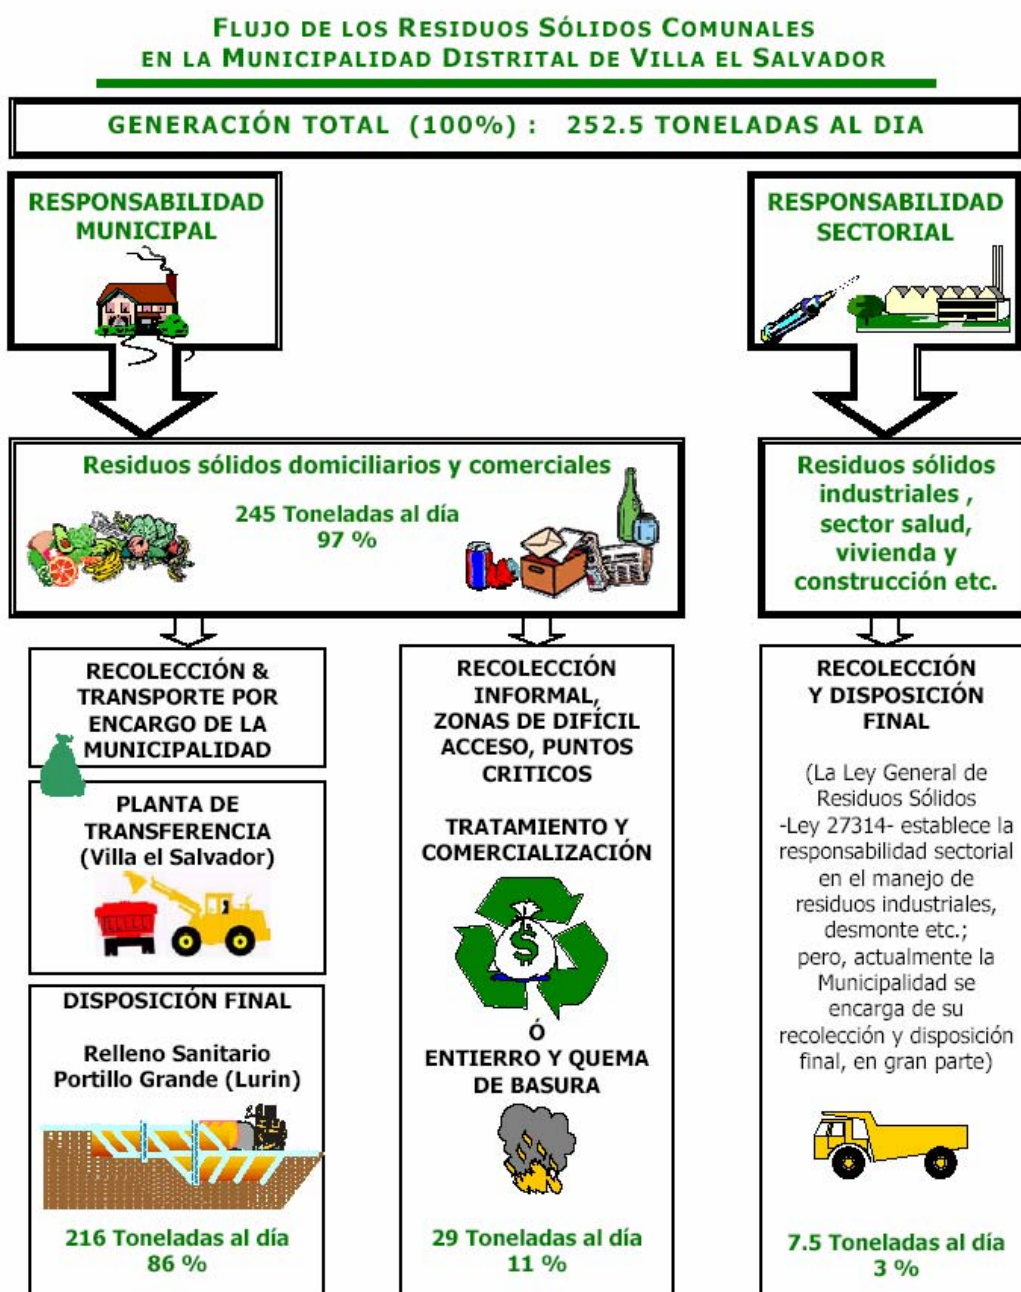 FLUJO DE LOS RESIDUOS SÓLIDOS COMUNALES
EN LA MUNICIPALIDAD DISTRITAL DE VILLA EL SALVADOR
GENERACIÓN TOTAL (100%) : 252.5 TONELADAS AL DIA
RESPONSABILIDAD
MUNICIPAL
RESPONSABILIDAD
SECTORIAL
Residuos sólidos domiciliarios y comerciales
245 Toneladas al día
97 %
Residuos sólidos
industriales ,
sector salud,
vivienda y
construcción etc.
RECOLECCIÓN &
TRANSPORTE POR
ENCARGO DE LA
MUNICIPALIDAD
PLANTA DE
TRANSFERENCIA
(Villa el Salvador)
DISPOSICIÓN FINAL
Relleno Sanitario
Portillo Grande (Lurin)
216 Toneladas al día
86 %
RECOLECCIÓN
INFORMAL,
ZONAS DE DIFÍCIL
ACCESO, PUNTOS
CRITICOS
TRATAMIENTO Y
COMERCIALIZACIÓN
$
Ó
ENTIERRO Y QUEMA
DE BASURA
29 Toneladas al día
11 %
RECOLECCIÓN
Y DISPOSICIÓN
FINAL
(La Ley General de
Residuos Sólidos
-Ley 27314- establece la
responsabilidad sectorial
en el manejo de
residuos industriales,
desmonte etc.;
pero, actualmente la
Municipalidad se
encarga de su
recolección y disposición
final, en gran parte)
7.5 Toneladas al día
3 %